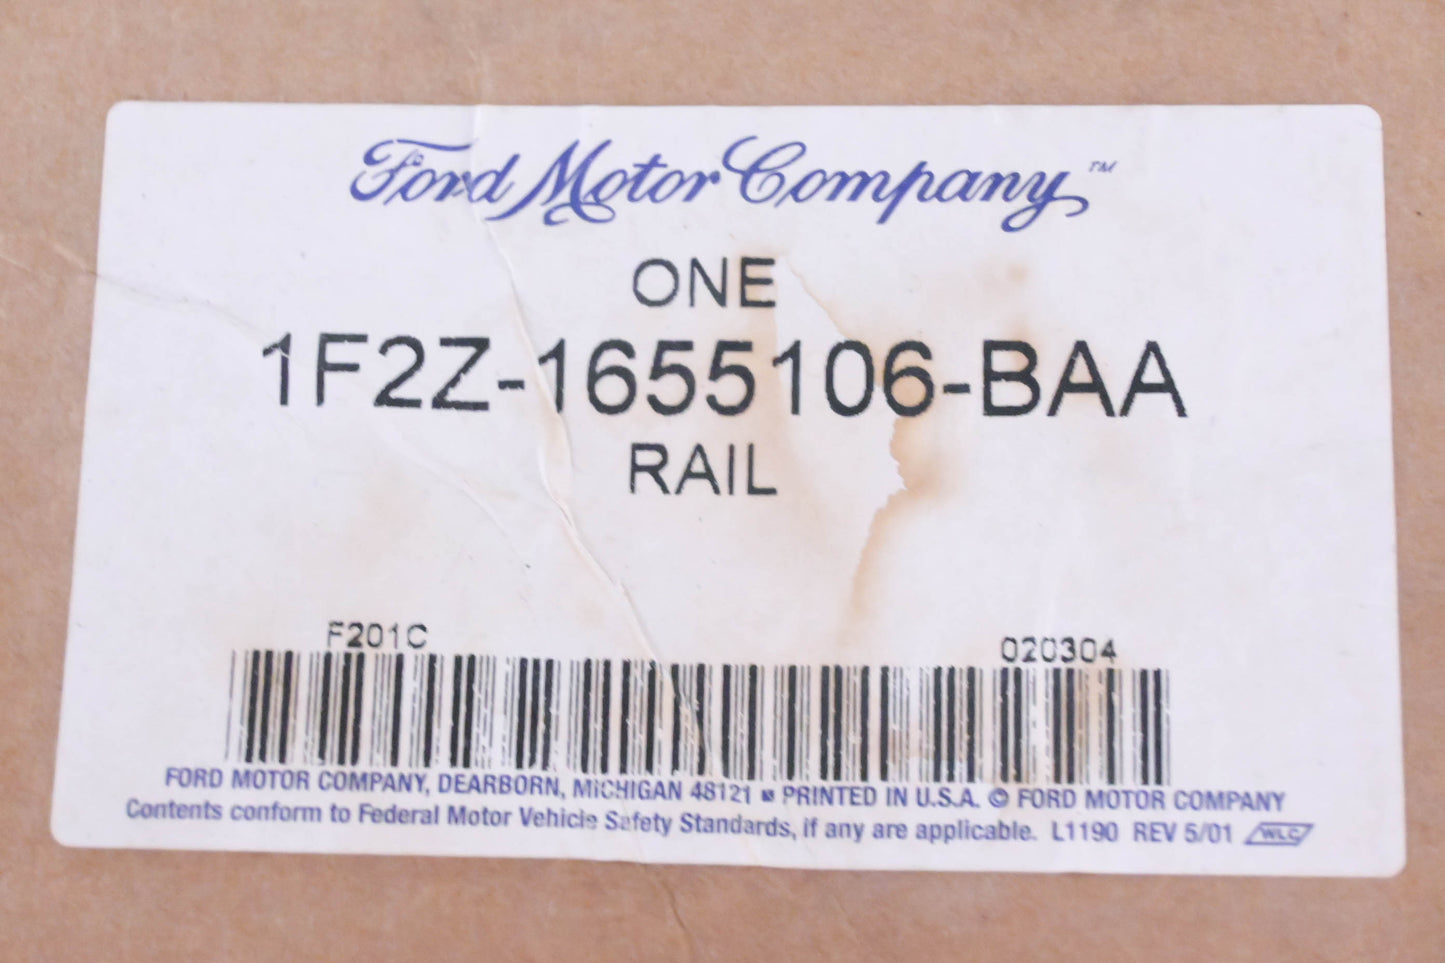 Ford Motor Company™
ONE
1F2Z-1655106-BAA
RAIL
F201C 020304
FORD MOTOR COMPANY, DEARBORN, MICHIGAN 48121 ■ PRINTED IN U.S.A. © FORD MOTOR COMPANY
Contents conform to Federal Motor Vehicle Safety Standards, if any are applicable. L1190 REV 5/01 WLC